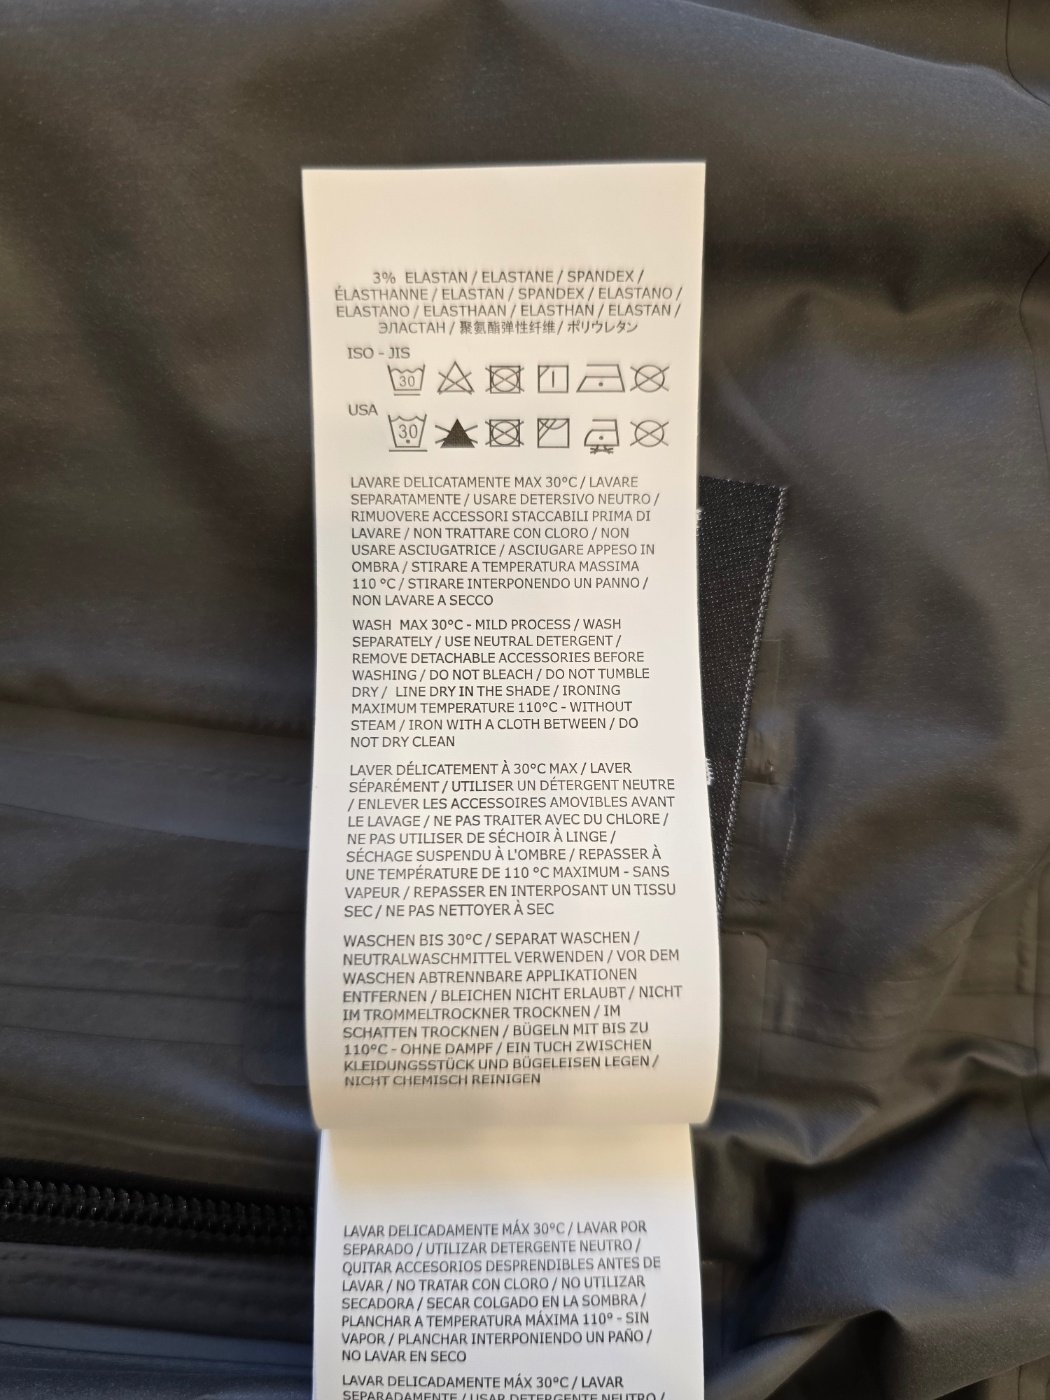 3% ELASTAN / ELASTANE / SPANDEX /
ÉLASTHANNE / ELASTAN / SPANDEX / ELASTANO /
ELASTANO / ELASTHAAN / ELASTHAN / ELASTAN /
ЭЛАСТАН / 聚氨酯弹性纤维 / ポリウレタン
ISO - JIS
30
USA
30
LAVARE DELICATAMENTE MAX 30°C / LAVARE
SEPARATAMENTE / USARE DETERSIVO NEUTRO /
RIMUOVERE ACCESSORI STACCABILI PRIMA DI
LAVARE / NON TRATTARE CON CLORO / NON
USARE ASCIUGATRICE / ASCIUGARE APPESO IN
OMBRA / STIRARE A TEMPERATURA MASSIMA
110 °C / STIRARE INTERPONENDO UN PANNO /
NON LAVARE A SECCO
WASH MAX 30°C - MILD PROCESS / WASH
SEPARATELY / USE NEUTRAL DETERGENT /
REMOVE DETACHABLE ACCESSORIES BEFORE
WASHING / DO NOT BLEACH / DO NOT TUMBLE
DRY / LINE DRY IN THE SHADE / IRONING
MAXIMUM TEMPERATURE 110°C - WITHOUT
STEAM / IRON WITH A CLOTH BETWEEN / DO
NOT DRY CLEAN
LAVER DÉLICATEMENT À 30°C MAX / LAVER
SÉPARÉMENT / UTILISER UN DÉTERGENT NEUTRE
/ ENLEVER LES ACCESSOIRES AMOVIBLES AVANT
LE LAVAGE / NE PAS TRAITER AVEC DU CHLORE /
NE PAS UTILISER DE SÉCHOIR À LINGE /
SÉCHAGE SUSPENDU À L'OMBRE / REPASSER À
UNE TEMPÉRATURE DE 110 °C MAXIMUM - SANS
VAPEUR / REPASSER EN INTERPOSANT UN TISSU
SEC / NE PAS NETTOYER À SEC
WASCHEN BIS 30°C / SEPARAT WASCHEN /
NEUTRALWASCHMITTEL VERWENDEN / VOR DEM
WASCHEN ABTRENNBARE APPLIKATIONEN
ENTFERNEN / BLEICHEN NICHT ERLAUBT / NICHT
IM TROMMELTROCKNER TROCKNEN / IM
SCHATTEN TROCKNEN / BÜGELN MIT BIS ZU
110°C - OHNE DAMPF / EIN TUCH ZWISCHEN
KLEIDUNGSSTÜCK UND BÜGELEISEN LEGEN /
NICHT CHEMISCH REINIGEN
LAVAR DELICADAMENTE MÁX 30°C / LAVAR POR
SEPARADO / UTILIZAR DETERGENTE NEUTRO /
QUITAR ACCESORIOS DESPRENDIBLES ANTES DE
LAVAR / NO TRATAR CON CLORO / NO UTILIZAR
SECADORA / SECAR COLGADO EN LA SOMBRA /
PLANCHAR A TEMPERATURA MÁXIMA 110° - SIN
VAPOR / PLANCHAR INTERPONIENDO UN PAÑO /
NO LAVAR EN SECO
LAVAR DELICADAMENTE MÁX 30°C / LAVAR
SEPARADAMENTE / USAR DETERGENTE NEUTRO /